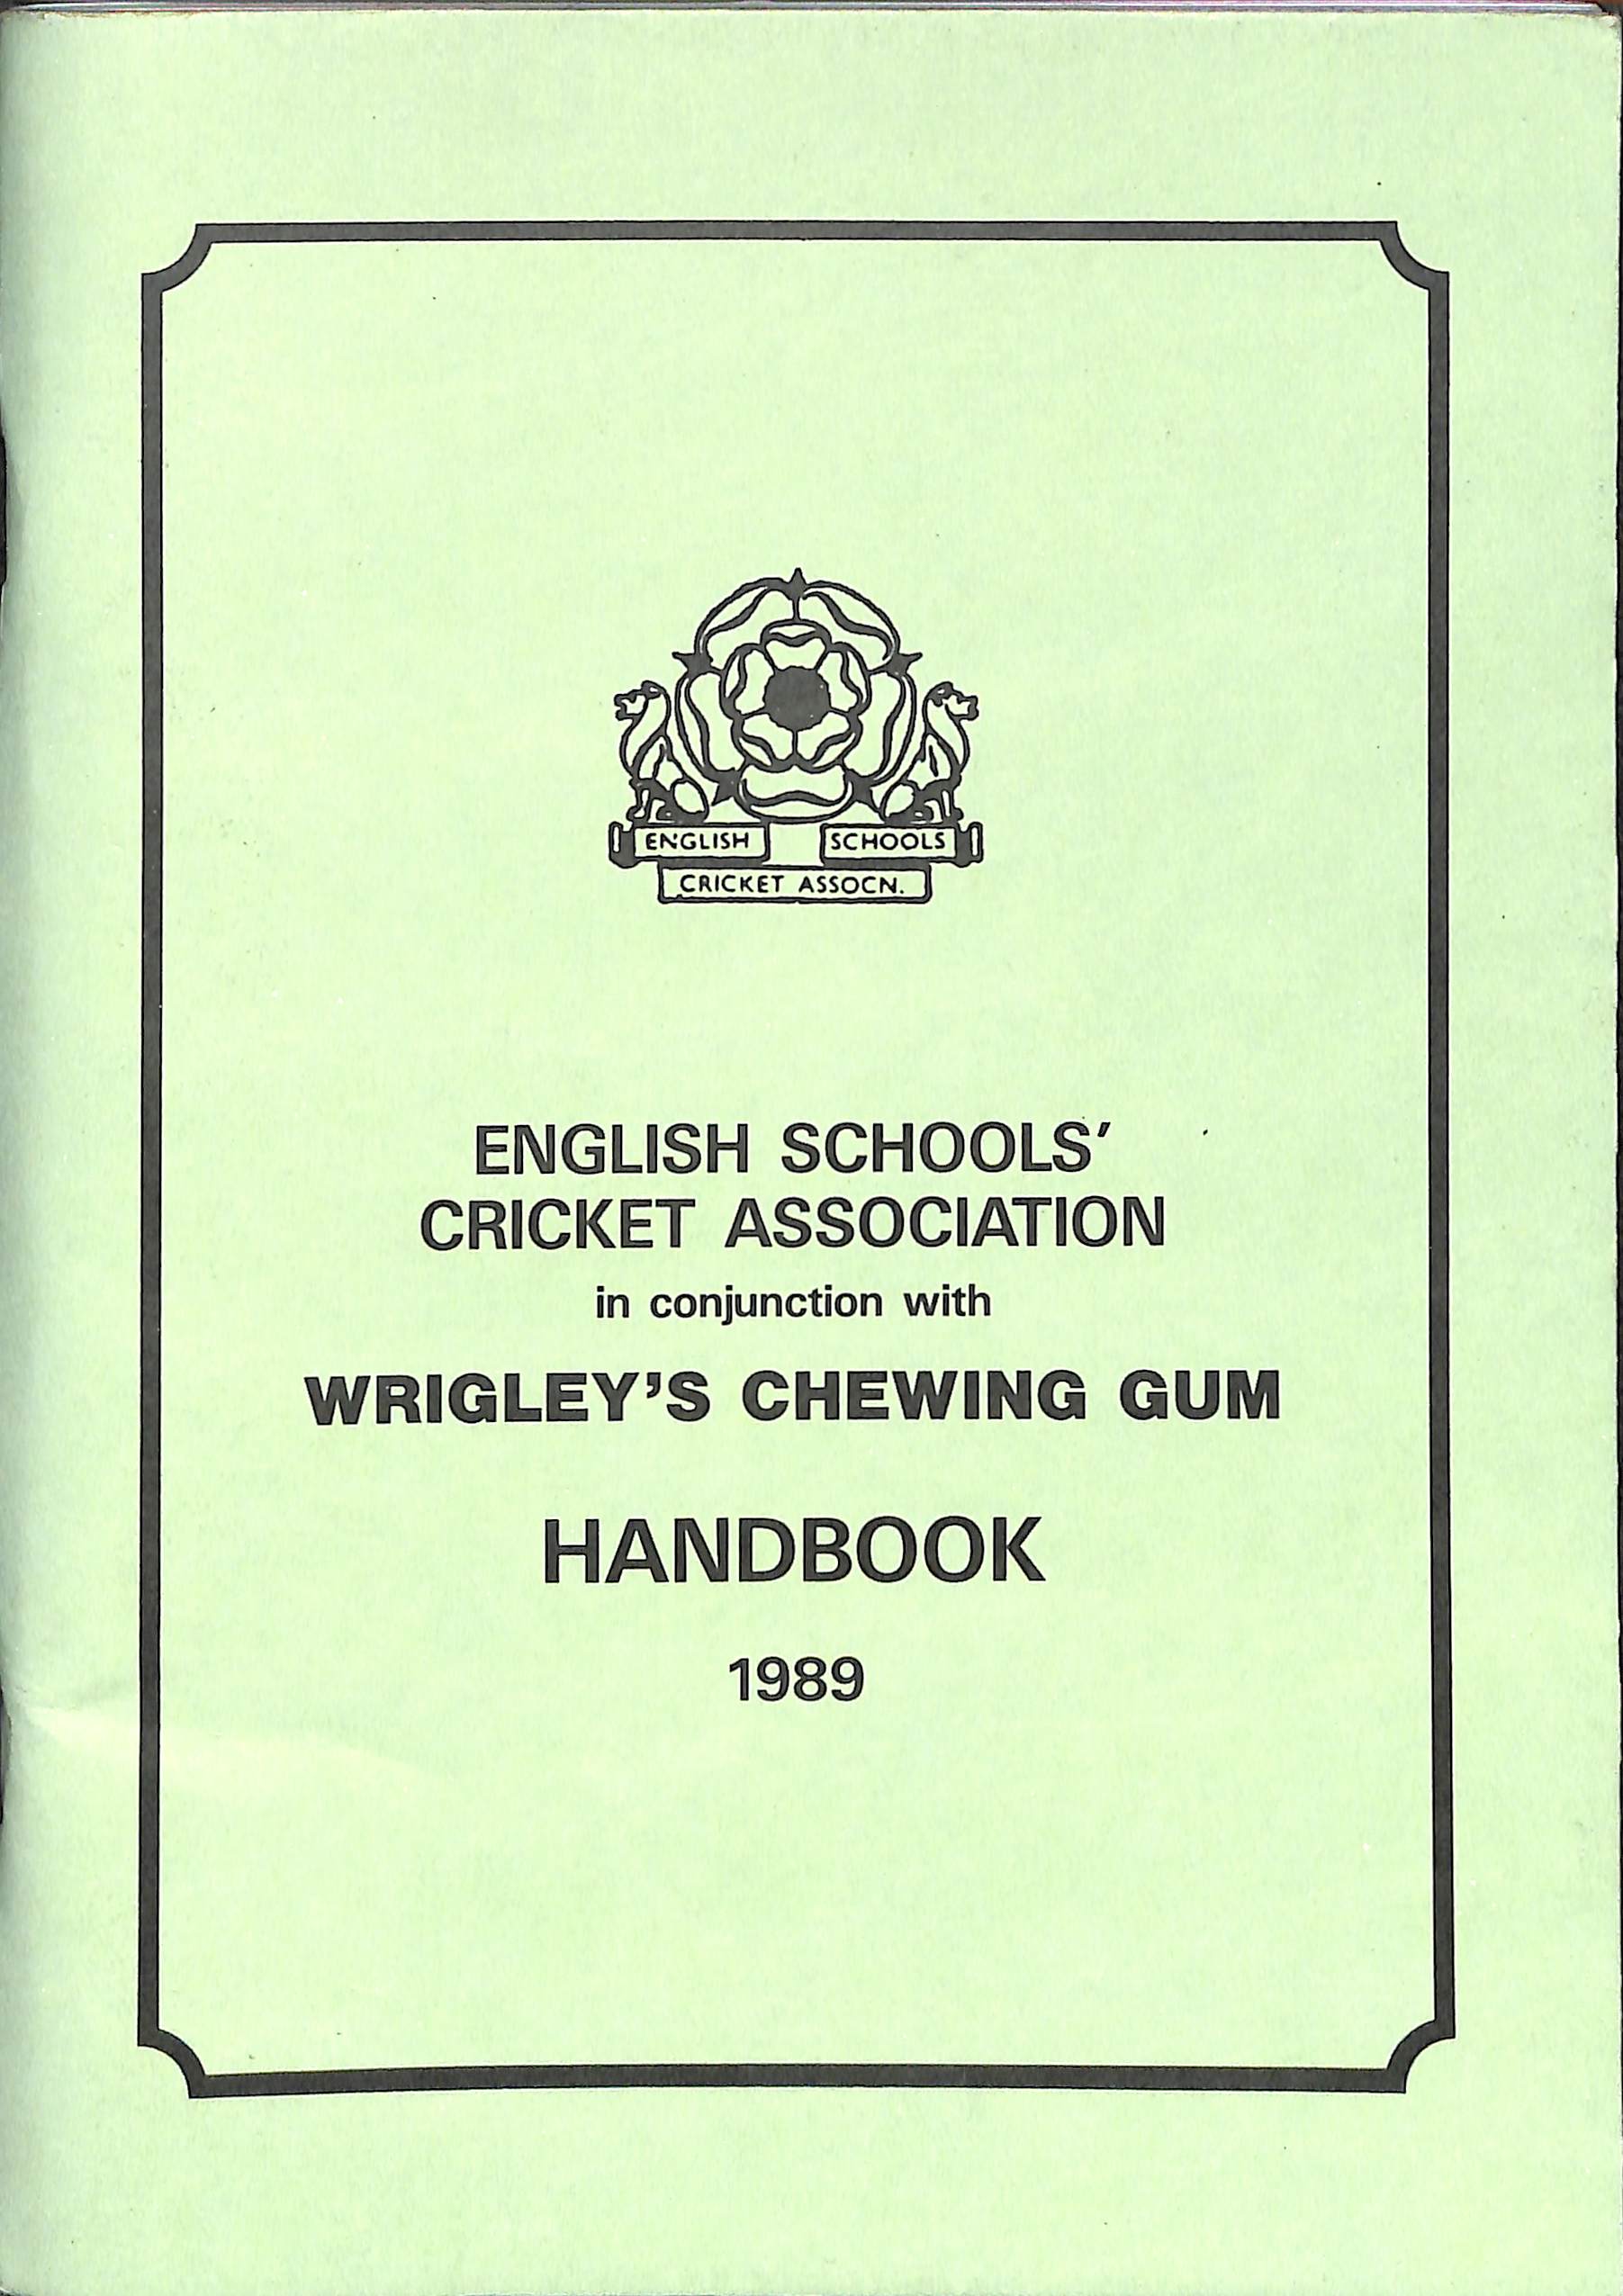 ENGLISH SCHOOLS
CRICKET ASSOCN.
ENGLISH SCHOOLS'
CRICKET ASSOCIATION
in conjunction with
WRIGLEY'S CHEWING GUM
HANDBOOK
1989